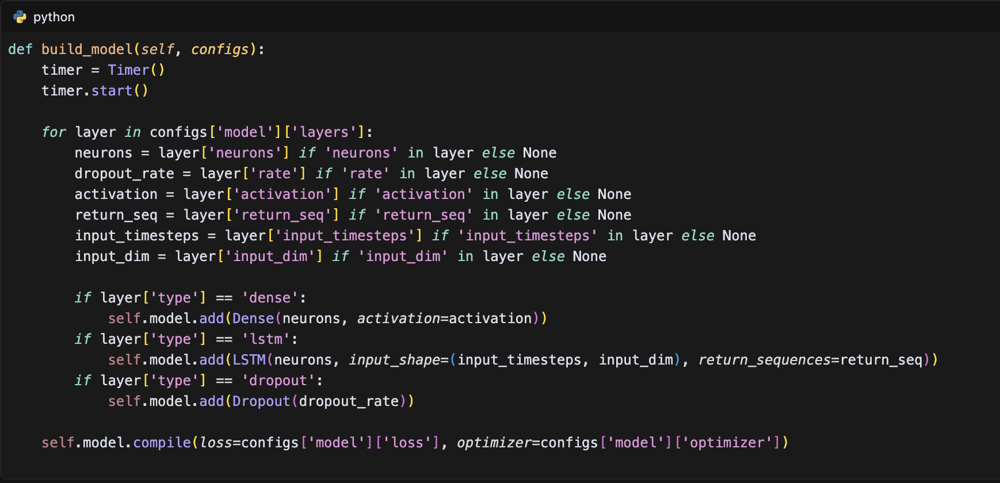 python
def build_model(self, configs):
    timer = Timer()
    timer.start()

    for layer in configs['model']['layers']:
        neurons = layer['neurons'] if 'neurons' in layer else None
        dropout_rate = layer['rate'] if 'rate' in layer else None
        activation = layer['activation'] if 'activation' in layer else None
        return_seq = layer['return_seq'] if 'return_seq' in layer else None
        input_timesteps = layer['input_timesteps'] if 'input_timesteps' in layer else None
        input_dim = layer['input_dim'] if 'input_dim' in layer else None

        if layer['type'] == 'dense':
            self.model.add(Dense(neurons, activation=activation))
        if layer['type'] == 'lstm':
            self.model.add(LSTM(neurons, input_shape=(input_timesteps, input_dim), return_sequences=return_seq))
        if layer['type'] == 'dropout':
            self.model.add(Dropout(dropout_rate))

    self.model.compile(loss=configs['model']['loss'], optimizer=configs['model']['optimizer'])